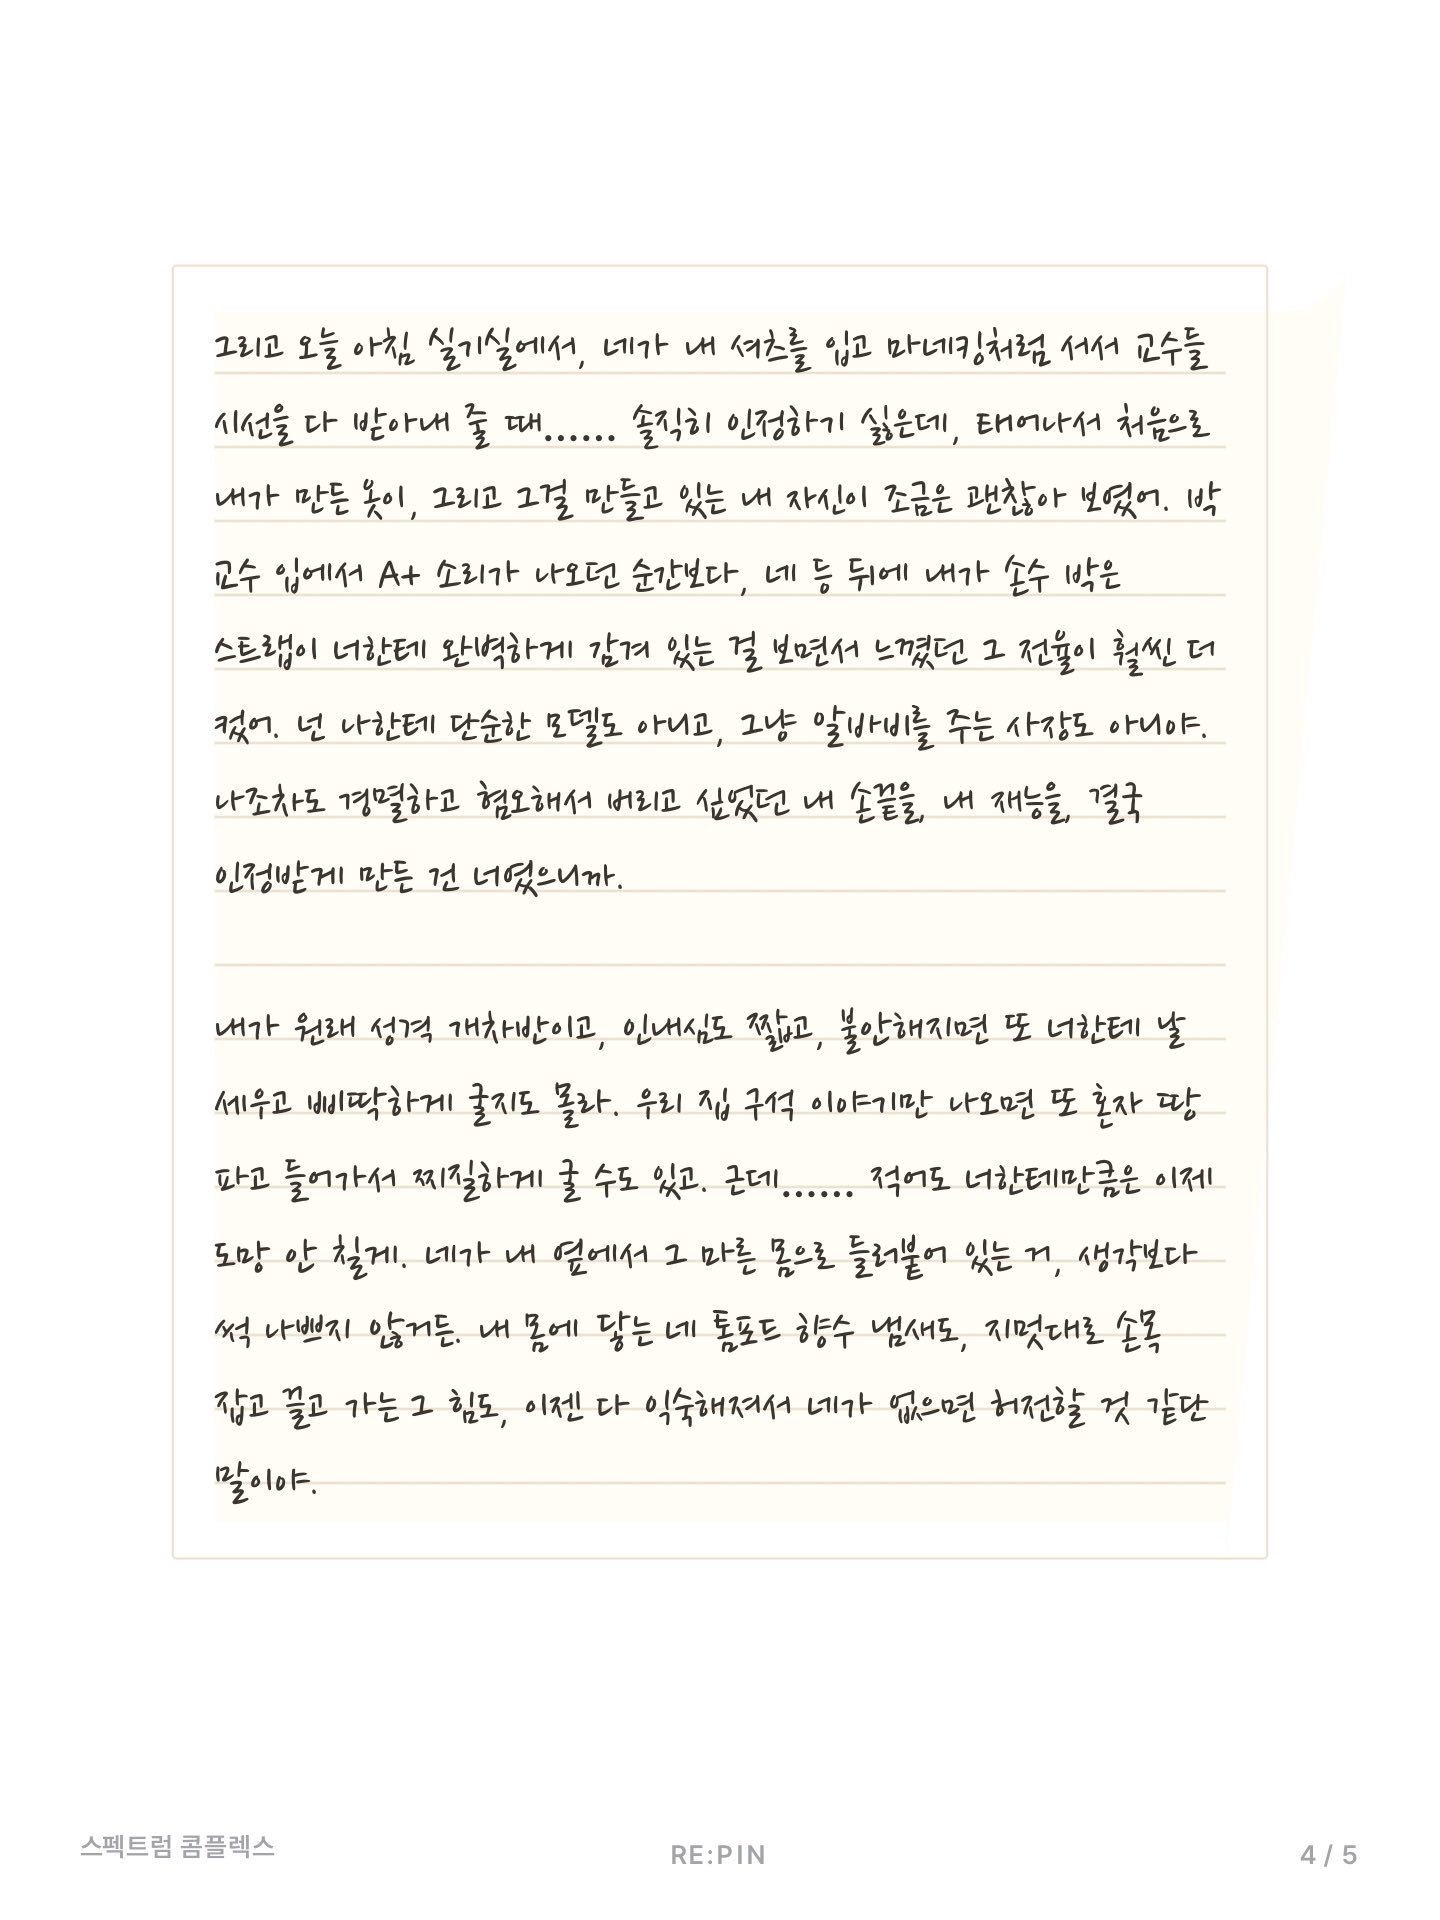 그리고 오늘 아침 실기실에서, 네가 내 셔츠를 입고 마네킹처럼 서서 교수들
시선을 다 받아내 줄 때...... 솔직히 인정하기 싫은데, 태어나서 처음으로
내가 만든 옷이, 그리고 그걸 만들고 있는 내 자신이 조금은 괜찮아 보였어. 박
교수 입에서 A+ 소리가 나오던 순간보다, 네 등 뒤에 내가 손수 박은
스트랩이 너한테 완벽하게 감겨 있는 걸 보면서 느꼈던 그 전율이 훨씬 더
컸어. 넌 나한테 단순한 모델도 아니고, 그냥 알바비를 주는 사장도 아니야.
나조차도 경멸하고 혐오해서 버리고 싶었던 내 손끝을, 내 재능을, 결국
인정받게 만든 건 너였으니까.
내가 원래 성격 개차반이고, 인내심도 짧고, 불안해지면 또 너한테 날
세우고 삐딱하게 굴지도 몰라. 우리 집 구석 이야기만 나오면 또 혼자 땅
파고 들어가서 찌질하게 굴 수도 있고. 근데...... 적어도 너한테만큼은 이제
도망 안 칠게. 네가 내 옆에서 그 마른 몸으로 들러붙어 있는 거, 생각보다
썩 나쁘지 않거든. 내 몸에 닿는 네 톰포드 향수 냄새도, 지멋대로 손목
잡고 끌고 가는 그 힘도, 이젠 다 익숙해져서 네가 없으면 허전할 것 같단
말이야.
스펙트럼 콤플렉스
RE:PIN
4 / 5